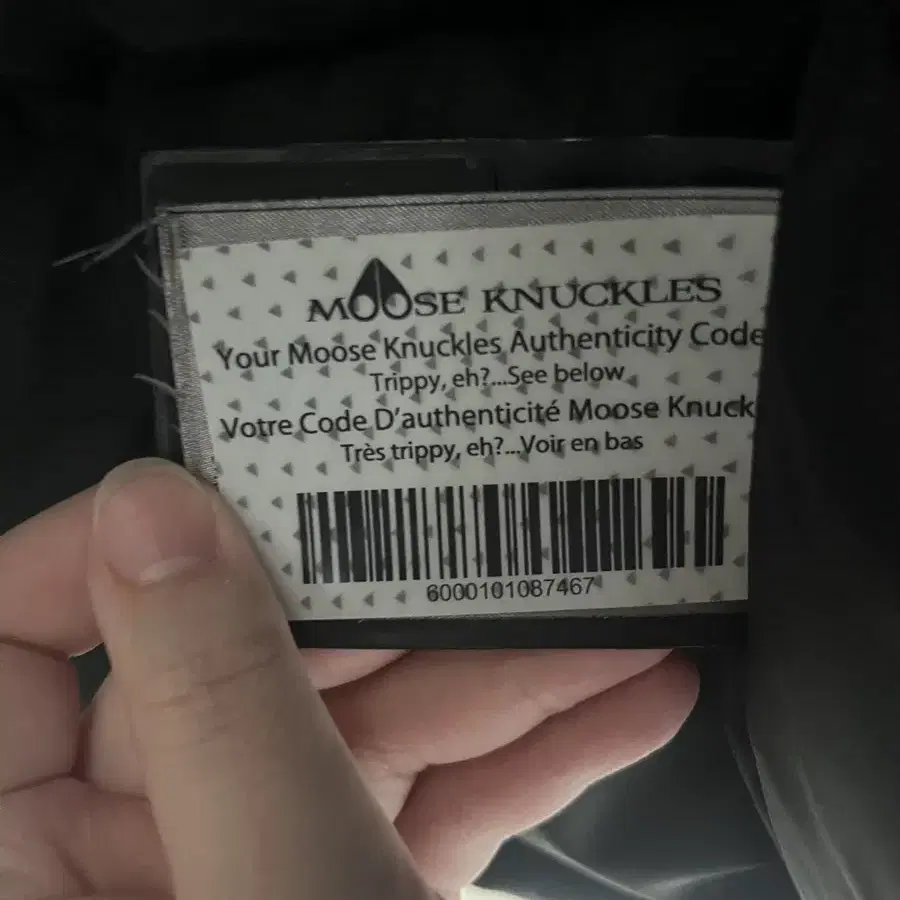 MOOSE KNUCKLES
Your Moose Knuckles Authenticity Code
Trippy, eh?...See below
Votre Code D'authenticité Moose Knuck
Très trippy, eh?...Voir en bas
6000101087467